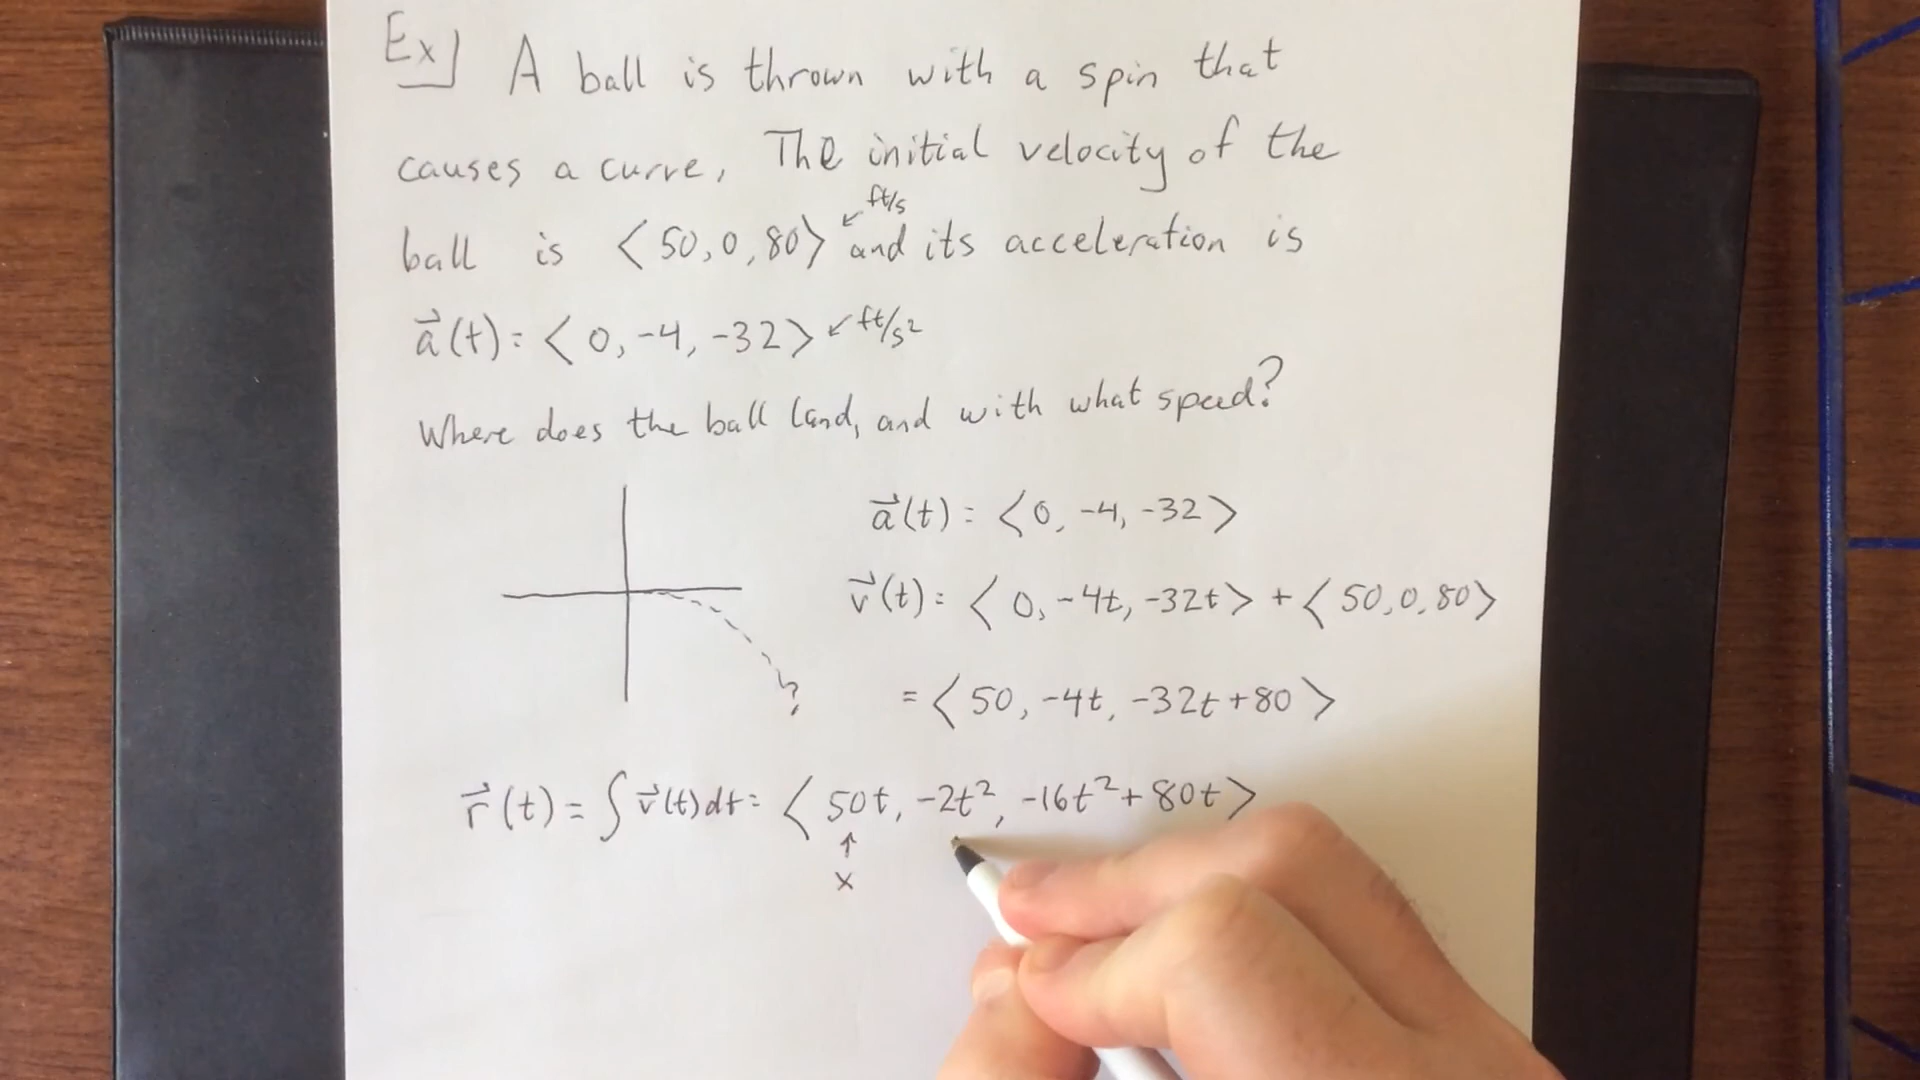 Ex] A ball is thrown with a spin that
causes a curve, The initial velocity of the
ft/s
ball is ⟨50,0,80⟩ ↙ and its acceleration is
a⃗(t) = ⟨0, -4, -32⟩ ↙ ft/s²
Where does the ball land, and with what speed?
a⃗(t) = ⟨0, -4, -32⟩
v⃗(t) = ⟨0, -4t, -32t⟩ + ⟨50,0,80⟩
= ⟨50, -4t, -32t+80⟩
r⃗(t) = ∫v⃗(t)dt = ⟨50t, -2t², -16t²+80t⟩
↑
x